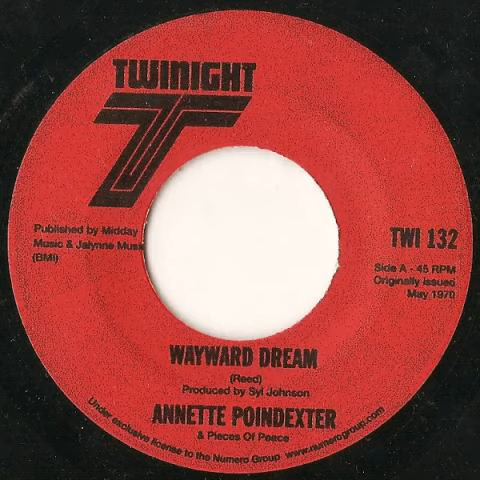 TWINIGHT
T
Published by Midday
Music & Jalynne Music
(BMI)
TWI 132
Side A - 45 RPM
Originally issued
May 1970
WAYWARD DREAM
(Reed)
Produced by Syl Johnson
ANNETTE POINDEXTER
& Pieces Of Peace
Under exclusive license to the Numero Group www.numerogroup.com